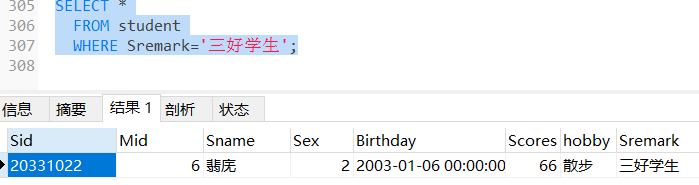 305 SELECT *
306 FROM student
307 WHERE Sremark='三好学生';
308
信息 摘要 结果 1 剖析 状态
Sid Mid Sname Sex Birthday Scores hobby Sremark
20331022 6 翡庑 2 2003-01-06 00:00:00 66 散步 三好学生